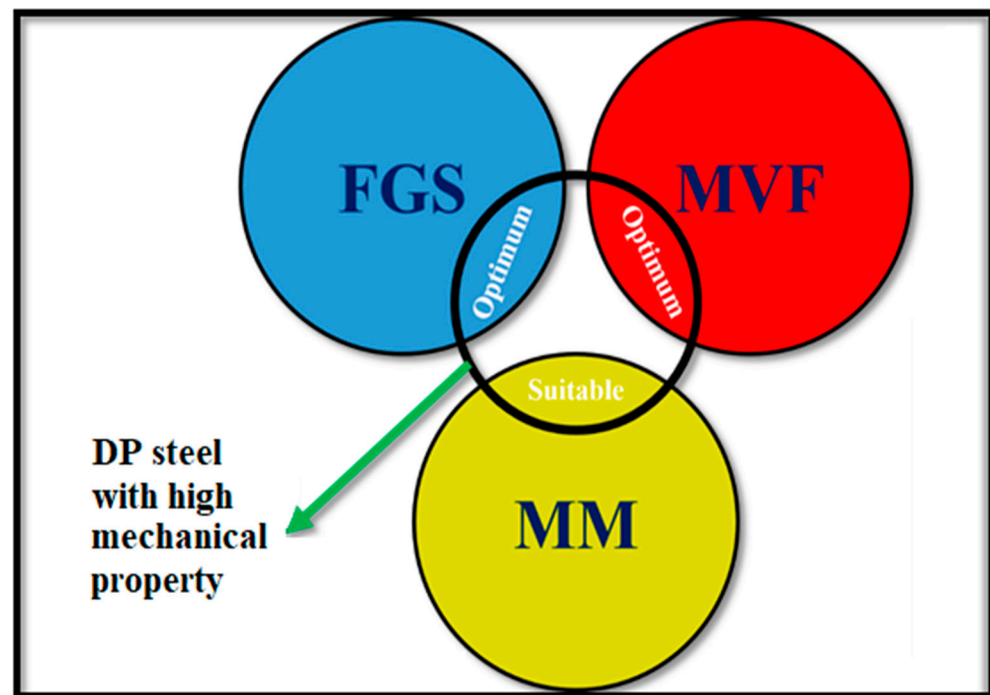 FGS
MVF
Optimum
Optimum
Suitable
MM
DP steel
with high
mechanical
property